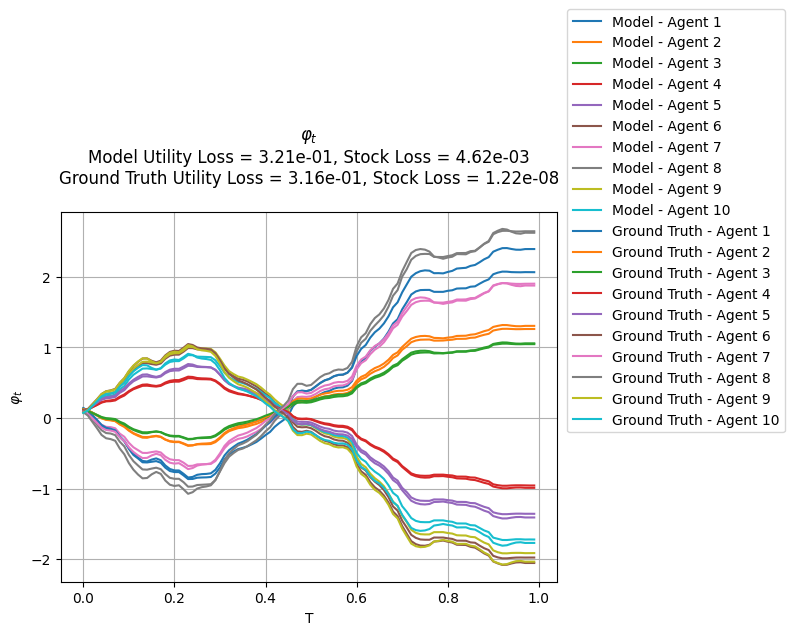 φₜ
Model Utility Loss = 3.21e-01, Stock Loss = 4.62e-03
Ground Truth Utility Loss = 3.16e-01, Stock Loss = 1.22e-08
Model - Agent 1
Model - Agent 2
Model - Agent 3
Model - Agent 4
Model - Agent 5
Model - Agent 6
Model - Agent 7
Model - Agent 8
Model - Agent 9
Model - Agent 10
Ground Truth - Agent 1
Ground Truth - Agent 2
Ground Truth - Agent 3
Ground Truth - Agent 4
Ground Truth - Agent 5
Ground Truth - Agent 6
Ground Truth - Agent 7
Ground Truth - Agent 8
Ground Truth - Agent 9
Ground Truth - Agent 10
φₜ
2
1
0
−1
−2
0.0 0.2 0.4 0.6 0.8 1.0
T